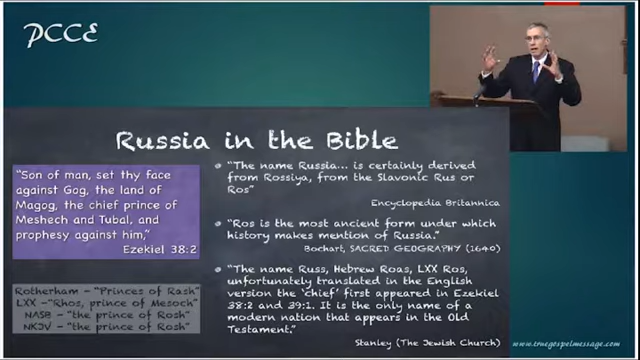 PCCE
Russia in the Bible
“Son of man, set thy face
against Gog, the land of
Magog, the chief prince of
Meshech and Tubal, and
prophesy against him,”
Ezekiel 38:2
Rotherham - “Princes of Rash”
LXX - “Rhos, prince of Mesoch”
NASB - “the prince of Rosh”
NKJV - “the prince of Rosh”
“The name Russia... is certainly derived
from Rossiya, from the Slavonic Rus or
Ros”
Encyclopedia Britannica
“Ros is the most ancient form under which
history makes mention of Russia.”
Bochart, SACRED GEOGRAPHY (1640)
“The name Russ, Hebrew Roas, LXX Ros,
unfortunately translated in the English
version the ‘chief’ first appeared in Ezekiel
38:2 and 39:1. It is the only name of a
modern nation that appears in the Old
Testament.”
Stanley (The Jewish Church)
www.truegospelmessage.com